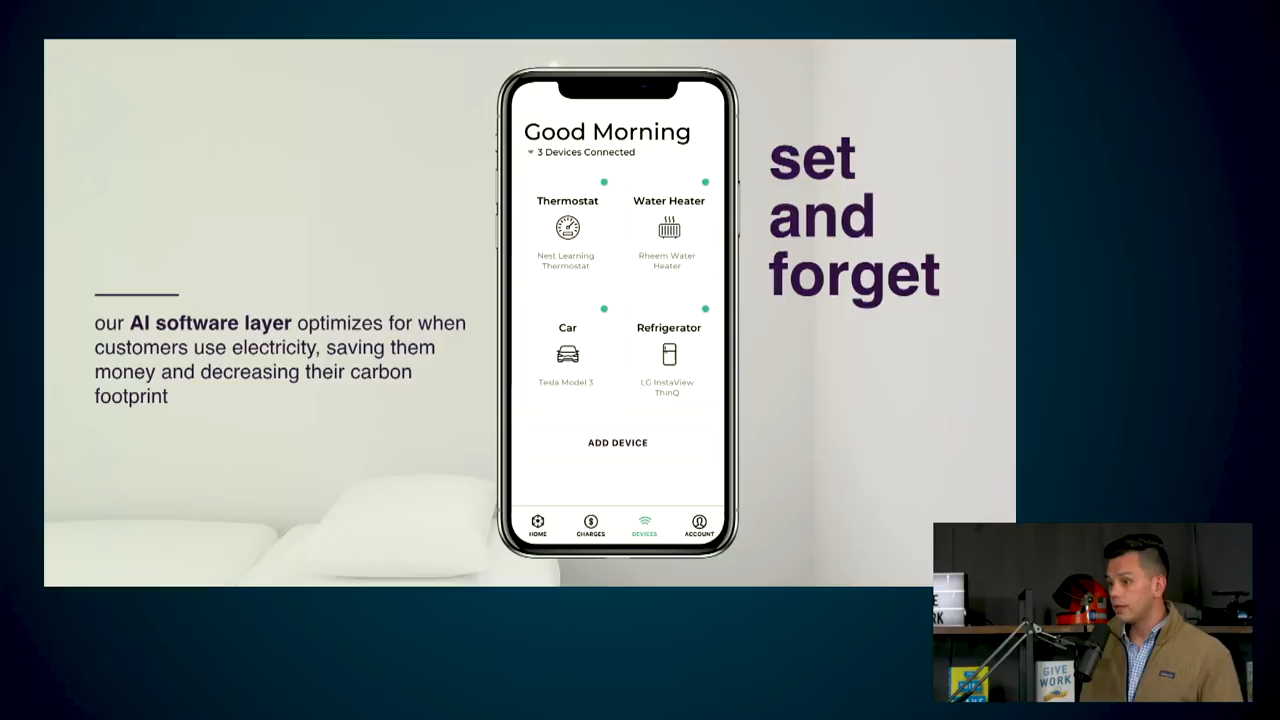 our AI software layer optimizes for when
customers use electricity, saving them
money and decreasing their carbon
footprint
Good Morning
3 Devices Connected
Thermostat
Nest Learning
Thermostat
Water Heater
Rheem Water
Heater
Car
Tesla Model 3
Refrigerator
LG InstaView
ThinQ
ADD DEVICE
HOME
CHARGES
DEVICES
ACCOUNT
set
and
forget
E
RK
GIVE
WORK